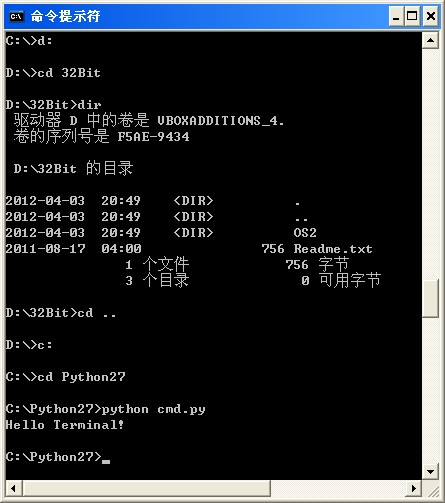 命令提示符
C:\>d:
D:\>cd 32Bit
D:\32Bit>dir
驱动器 D 中的卷是 VBOXADDITIONS_4.
卷的序列号是 F5AE-9434
D:\32Bit 的目录
2012-04-03 20:49 <DIR> .
2012-04-03 20:49 <DIR> ..
2012-04-03 20:49 <DIR> OS2
2011-08-17 04:00 756 Readme.txt
1 个文件 756 字节
3 个目录 0 可用字节
D:\32Bit>cd ..
D:\>c:
C:\>cd Python27
C:\Python27>python cmd.py
Hello Terminal!
C:\Python27>_